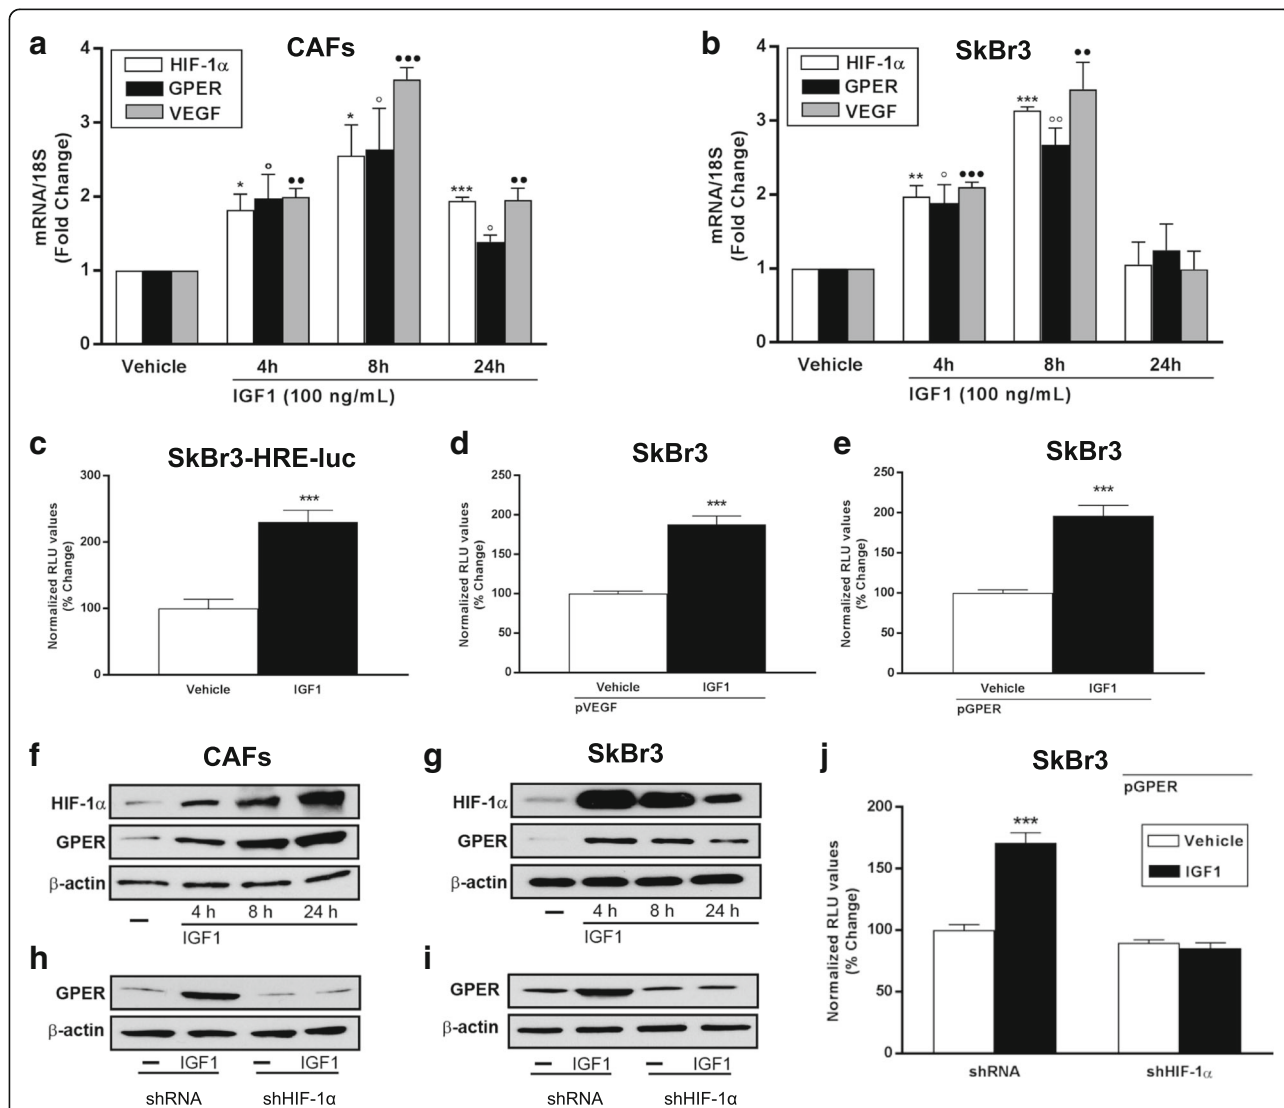 a
CAFs
HIF-1α
GPER
VEGF
mRNA/18S
(Fold Change)
4
3
2
1
0
*
°
●●
*
○
●●●
***
○
●●
Vehicle
4h
8h
24h
IGF1 (100 ng/mL)
b
SkBr3
HIF-1α
GPER
VEGF
mRNA/18S
(Fold Change)
4
3
2
1
0
**
○
●●●
***
○○
●●
Vehicle
4h
8h
24h
IGF1 (100 ng/mL)
c
SkBr3-HRE-luc
Normalized RLU values
(% Change)
300
200
100
0
***
Vehicle
IGF1
d
SkBr3
Normalized RLU values
(% Change)
250
200
150
100
50
0
***
Vehicle
IGF1
pVEGF
e
SkBr3
Normalized RLU values
(% Change)
250
200
150
100
50
0
***
Vehicle
IGF1
pGPER
f
CAFs
HIF-1α
GPER
β-actin
–
4 h
8 h
24 h
IGF1
g
SkBr3
HIF-1α
GPER
β-actin
–
4 h
8 h
24 h
IGF1
h
GPER
β-actin
– IGF1 – IGF1
shRNA
shHIF-1α
i
GPER
β-actin
– IGF1 – IGF1
shRNA
shHIF-1α
j
SkBr3
pGPER
Vehicle
IGF1
Normalized RLU values
(% Change)
200
150
100
50
0
***
shRNA
shHIF-1α